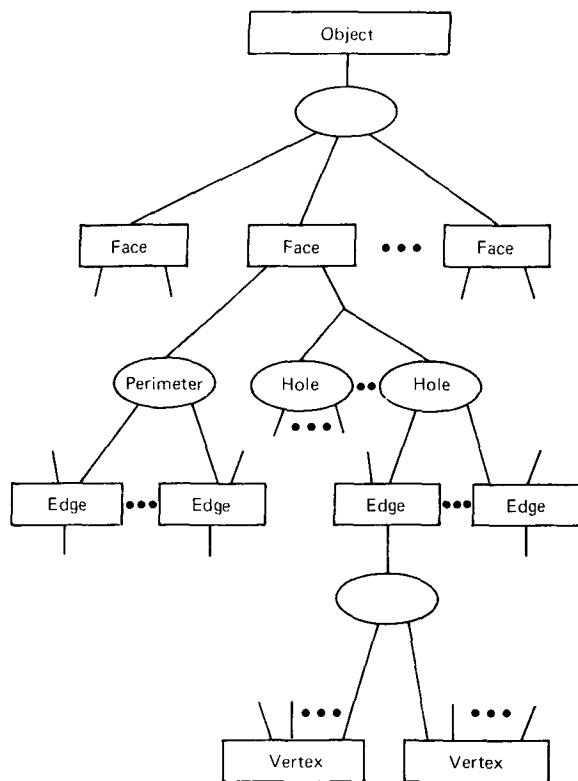 Object
Face
Face
Face
Perimeter
Hole
Hole
Edge
Edge
Edge
Edge
Vertex
Vertex